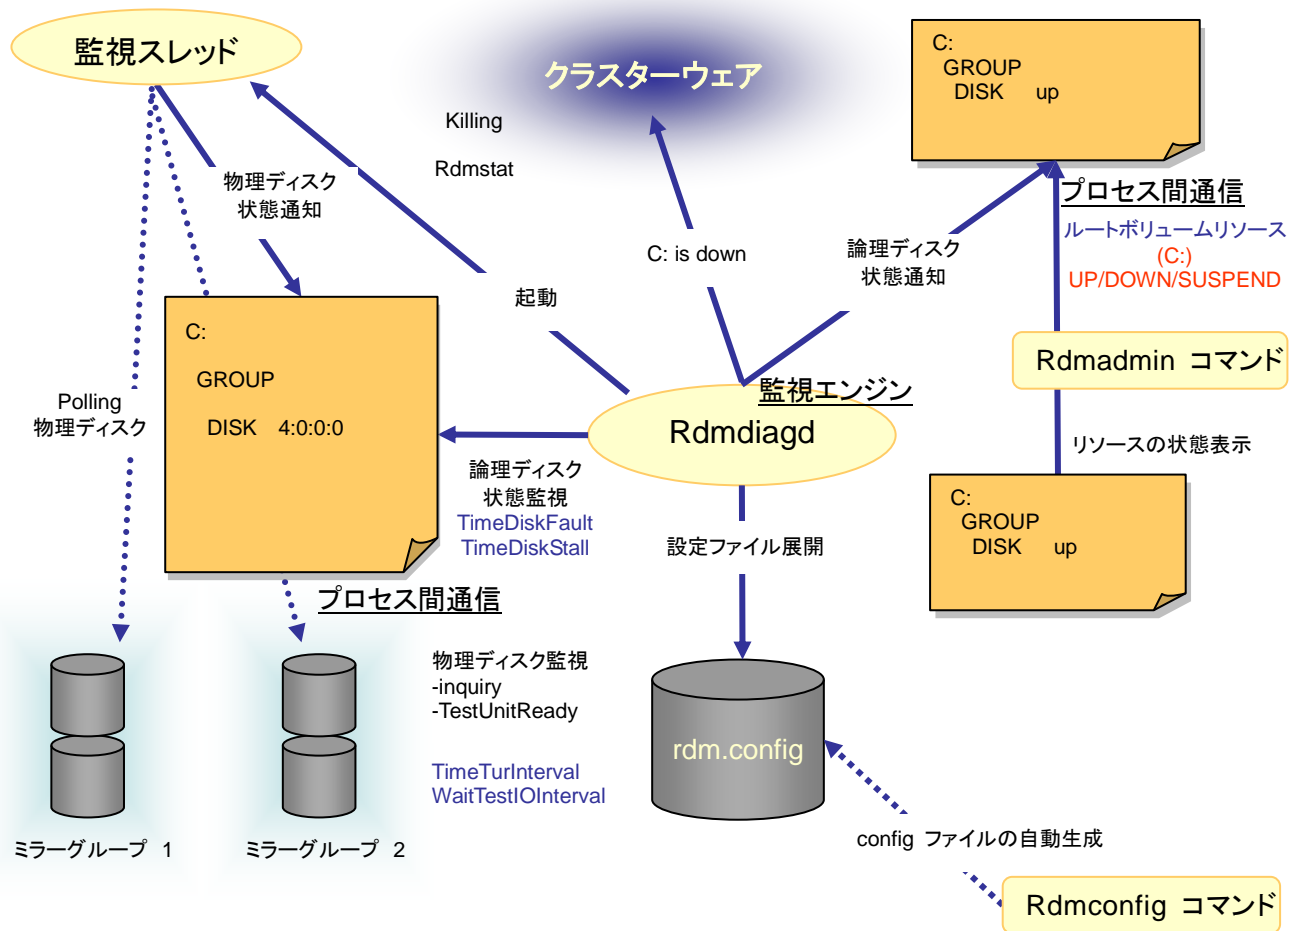 監視スレッド
クラスターウェア
C:
GROUP
DISK up
Killing
Rdmstat
物理ディスク
状態通知
プロセス間通信
ルートボリュームリソース
(C:)
UP/DOWN/SUSPEND
C: is down
論理ディスク
状態通知
起動
C:
GROUP
DISK 4:0:0:0
Rdmadmin コマンド
監視エンジン
Rdmdiagd
Polling
物理ディスク
リソースの状態表示
論理ディスク
状態監視
TimeDiskFault
TimeDiskStall
設定ファイル展開
C:
GROUP
DISK up
プロセス間通信
物理ディスク監視
-inquiry
-TestUnitReady
TimeTurInterval
WaitTestIOInterval
rdm.config
ミラーグループ 1
ミラーグループ 2
config ファイルの自動生成
Rdmconfig コマンド